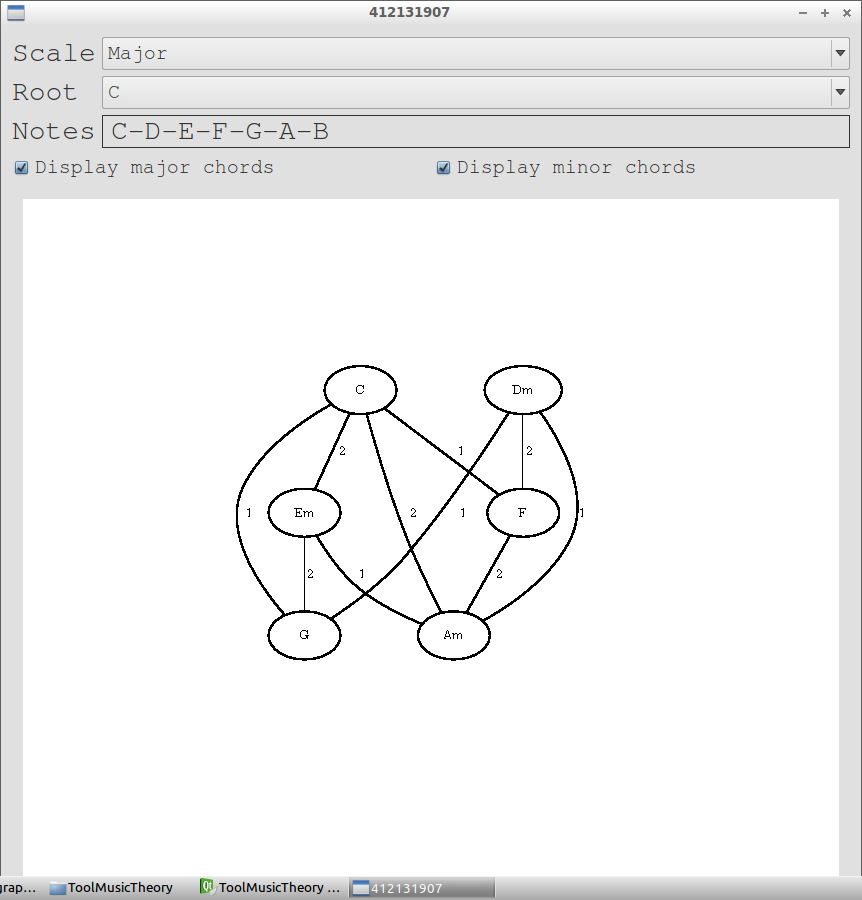 412131907
Scale Major
Root C
Notes C-D-E-F-G-A-B
Display major chords Display minor chords
C Dm
2 1 2
1 Em 2 1 F 1
2 1 2
G Am
grap... ToolMusicTheory ToolMusicTheory ... 412131907